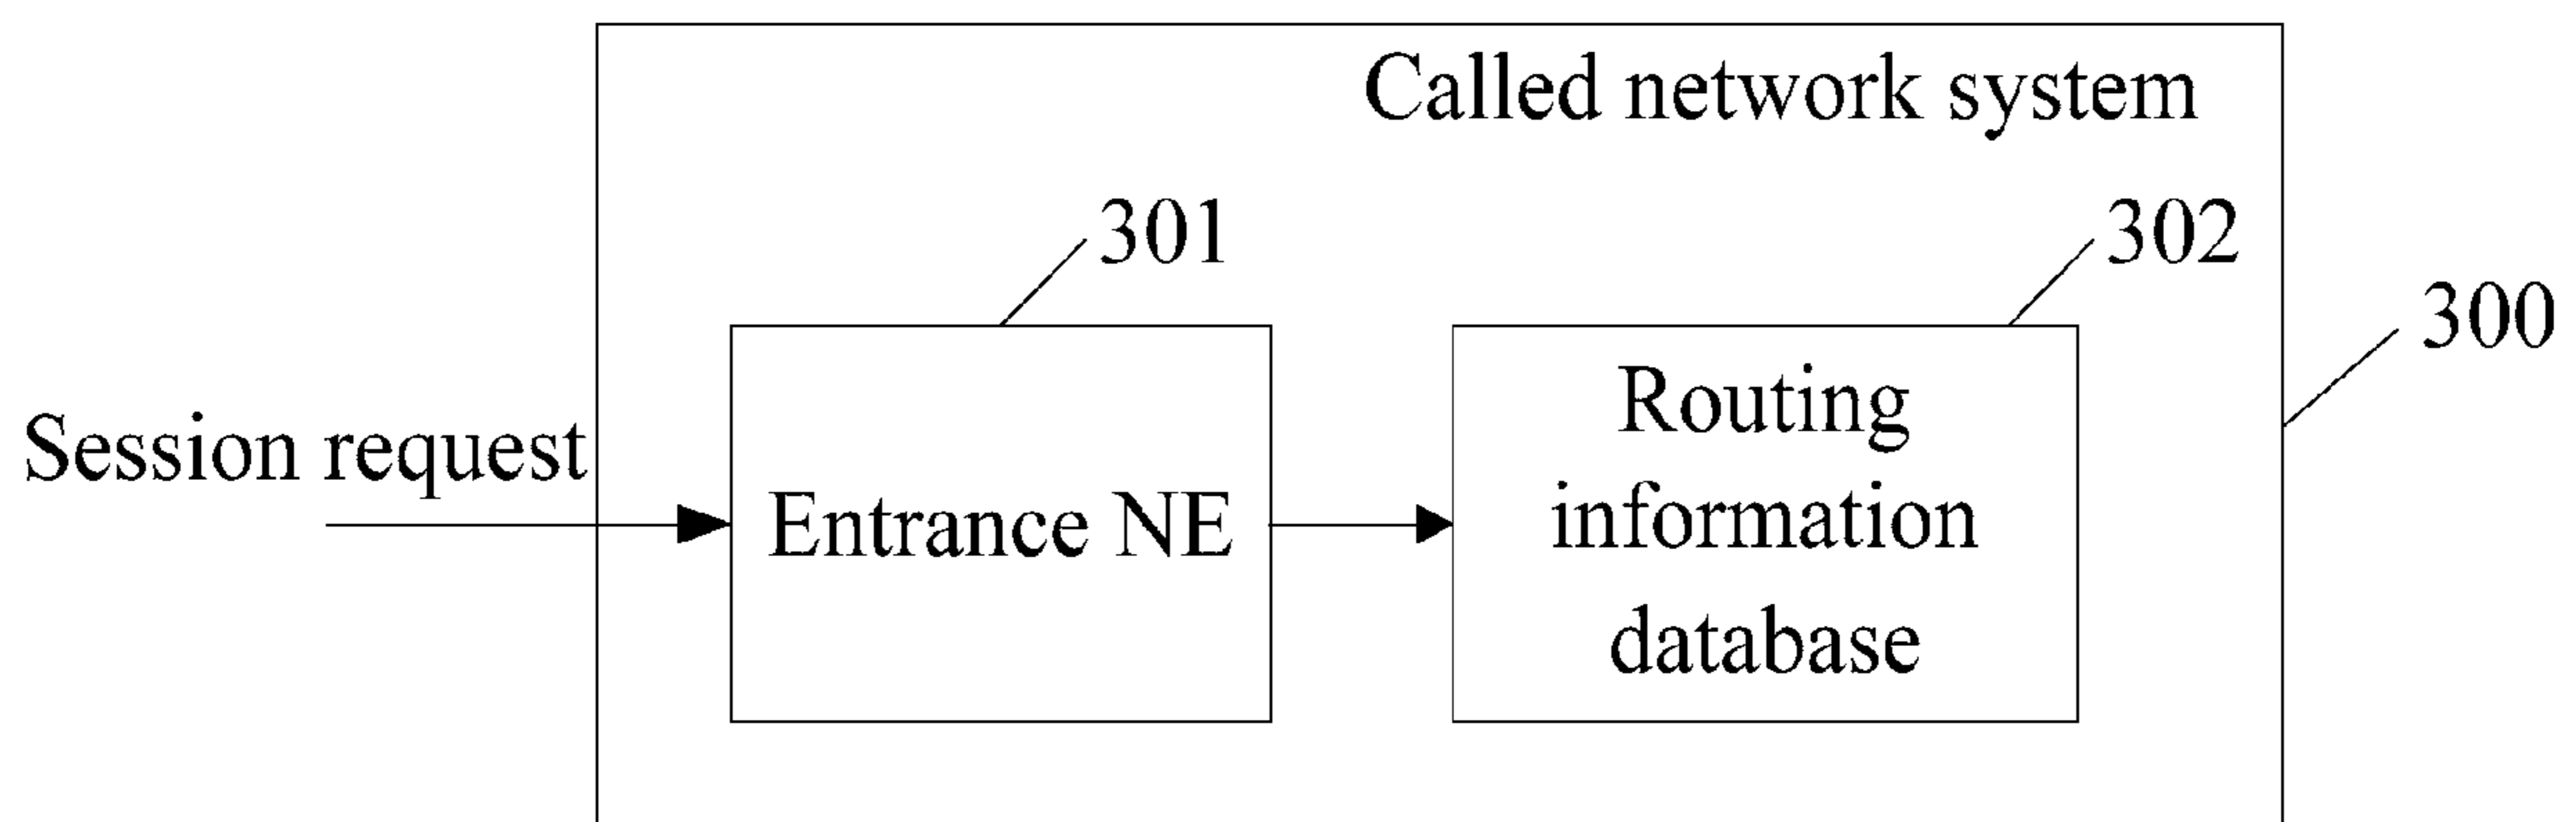 Called network system
301
302
300
Session request
Entrance NE
Routing
information
database